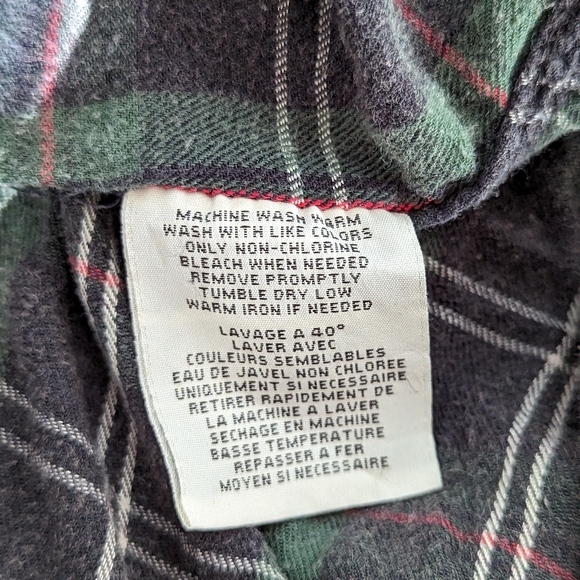 MACHINE WASH WARM
WASH WITH LIKE COLORS
ONLY NON-CHLORINE
BLEACH WHEN NEEDED
REMOVE PROMPTLY
TUMBLE DRY LOW
WARM IRON IF NEEDED
LAVAGE A 40°
LAVER AVEC
COULEURS SEMBLABLES
EAU DE JAVEL NON CHLOREE
UNIQUEMENT SI NECESSAIRE
RETIRER RAPIDEMENT DE
LA MACHINE A LAVER
SECHAGE EN MACHINE
BASSE TEMPERATURE
REPASSER A FER
MOYEN SI NECESSAIRE